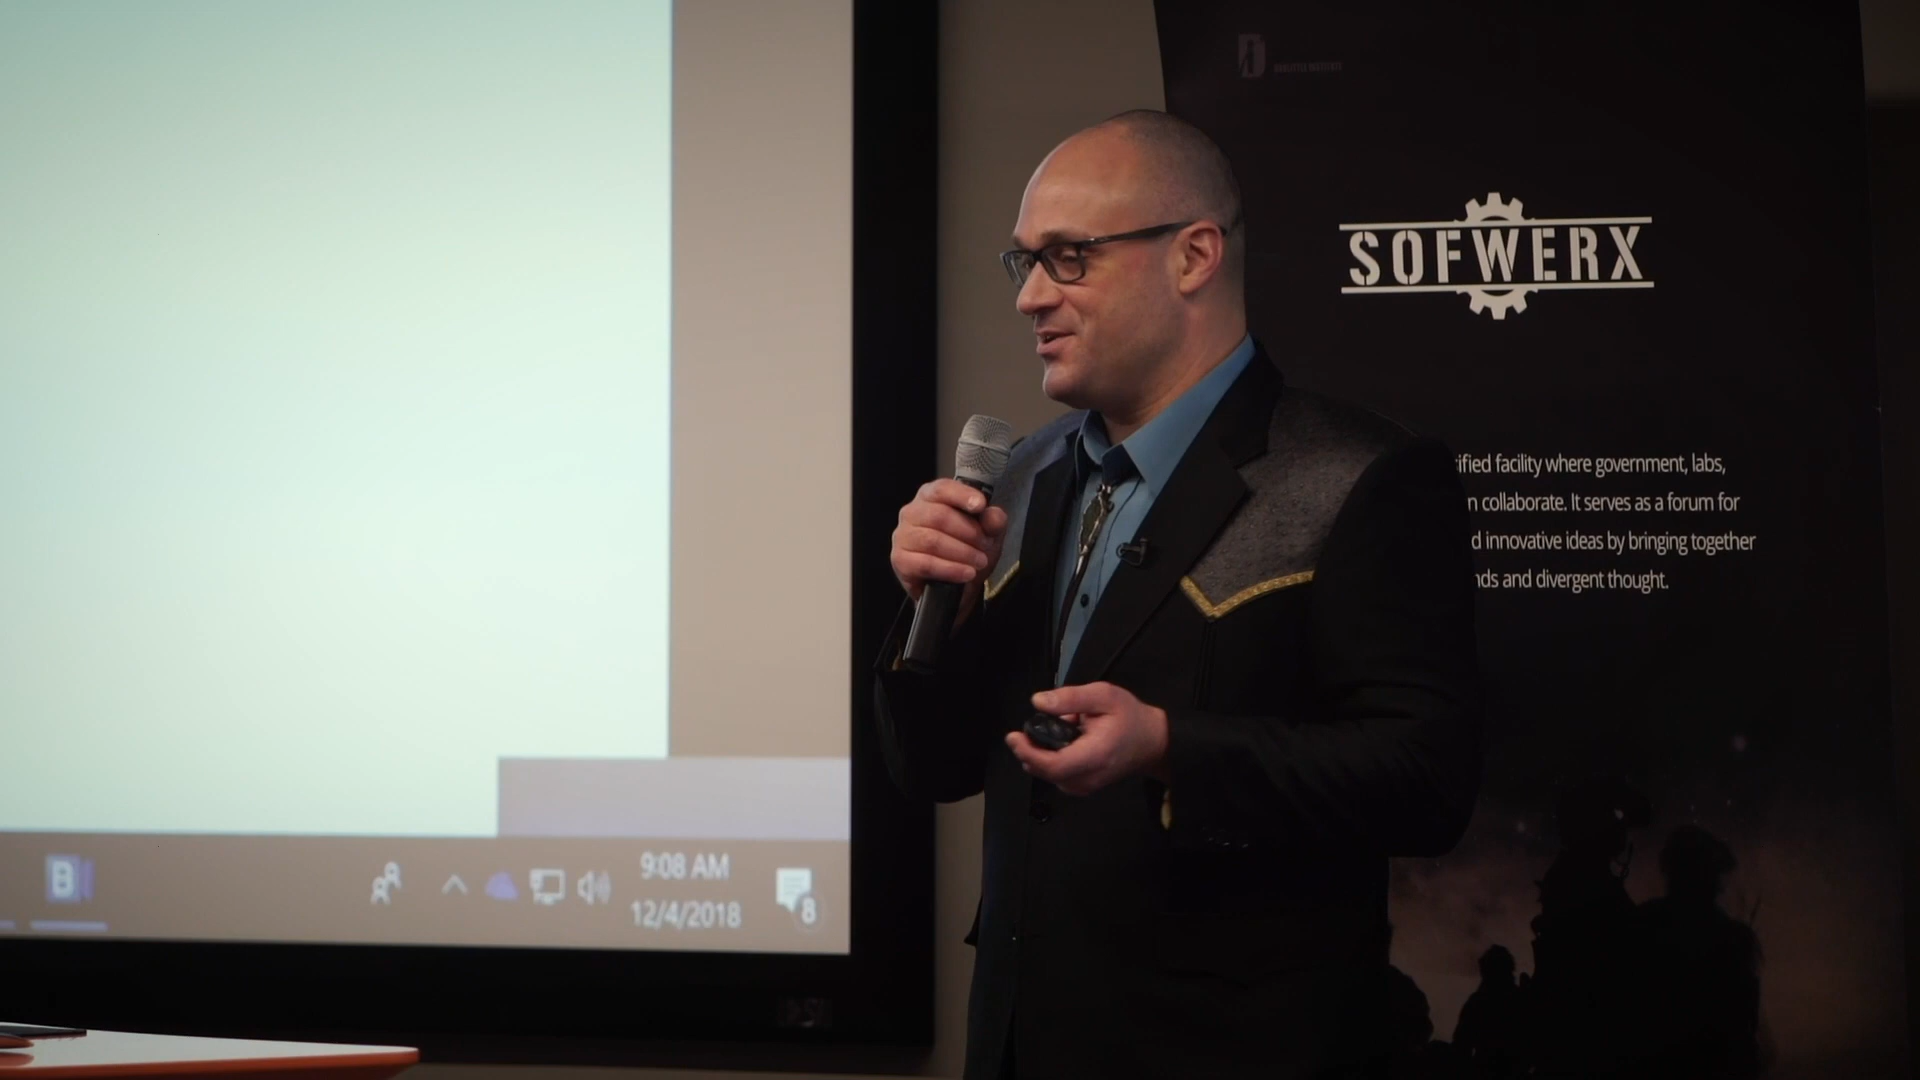 SOFWERX
ified facility where government, labs,
n collaborate. It serves as a forum for
d innovative ideas by bringing together
nds and divergent thought.
B
9:08 AM
12/4/2018
8